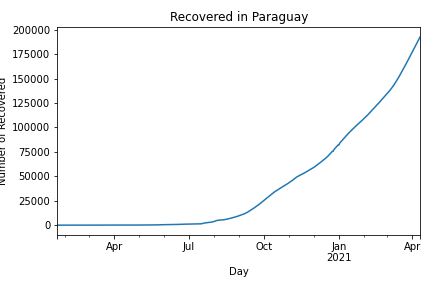 Recovered in Paraguay
200000
175000
150000
125000
100000
75000
50000
25000
0
Number of Recovered
Apr
Jul
Oct
Jan
2021
Apr
Day